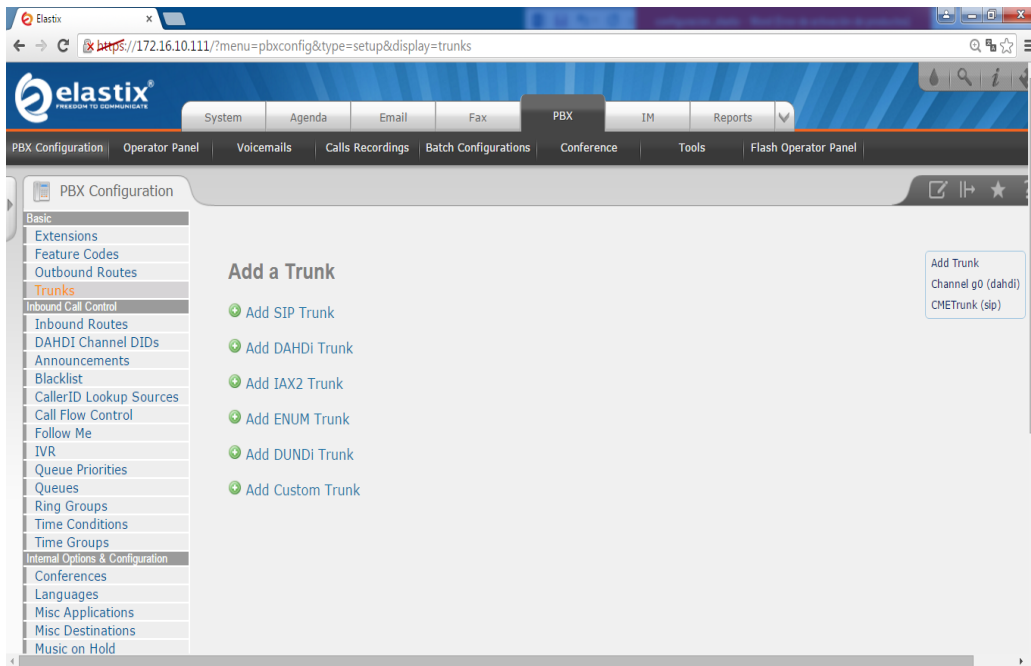 Elastix
https://172.16.10.111/?menu=pbxconfig&type=setup&display=trunks
elastix®
FREEDOM TO COMMUNICATE
System Agenda Email Fax PBX IM Reports
PBX Configuration Operator Panel Voicemails Calls Recordings Batch Configurations Conference Tools Flash Operator Panel
PBX Configuration
Basic
Extensions
Feature Codes
Outbound Routes
Trunks
Inbound Call Control
Inbound Routes
DAHDI Channel DIDs
Announcements
Blacklist
CallerID Lookup Sources
Call Flow Control
Follow Me
IVR
Queue Priorities
Queues
Ring Groups
Time Conditions
Time Groups
Internal Options & Configuration
Conferences
Languages
Misc Applications
Misc Destinations
Music on Hold
Add a Trunk
Add SIP Trunk
Add DAHDi Trunk
Add IAX2 Trunk
Add ENUM Trunk
Add DUNDi Trunk
Add Custom Trunk
Add Trunk
Channel g0 (dahdi)
CMETrunk (sip)